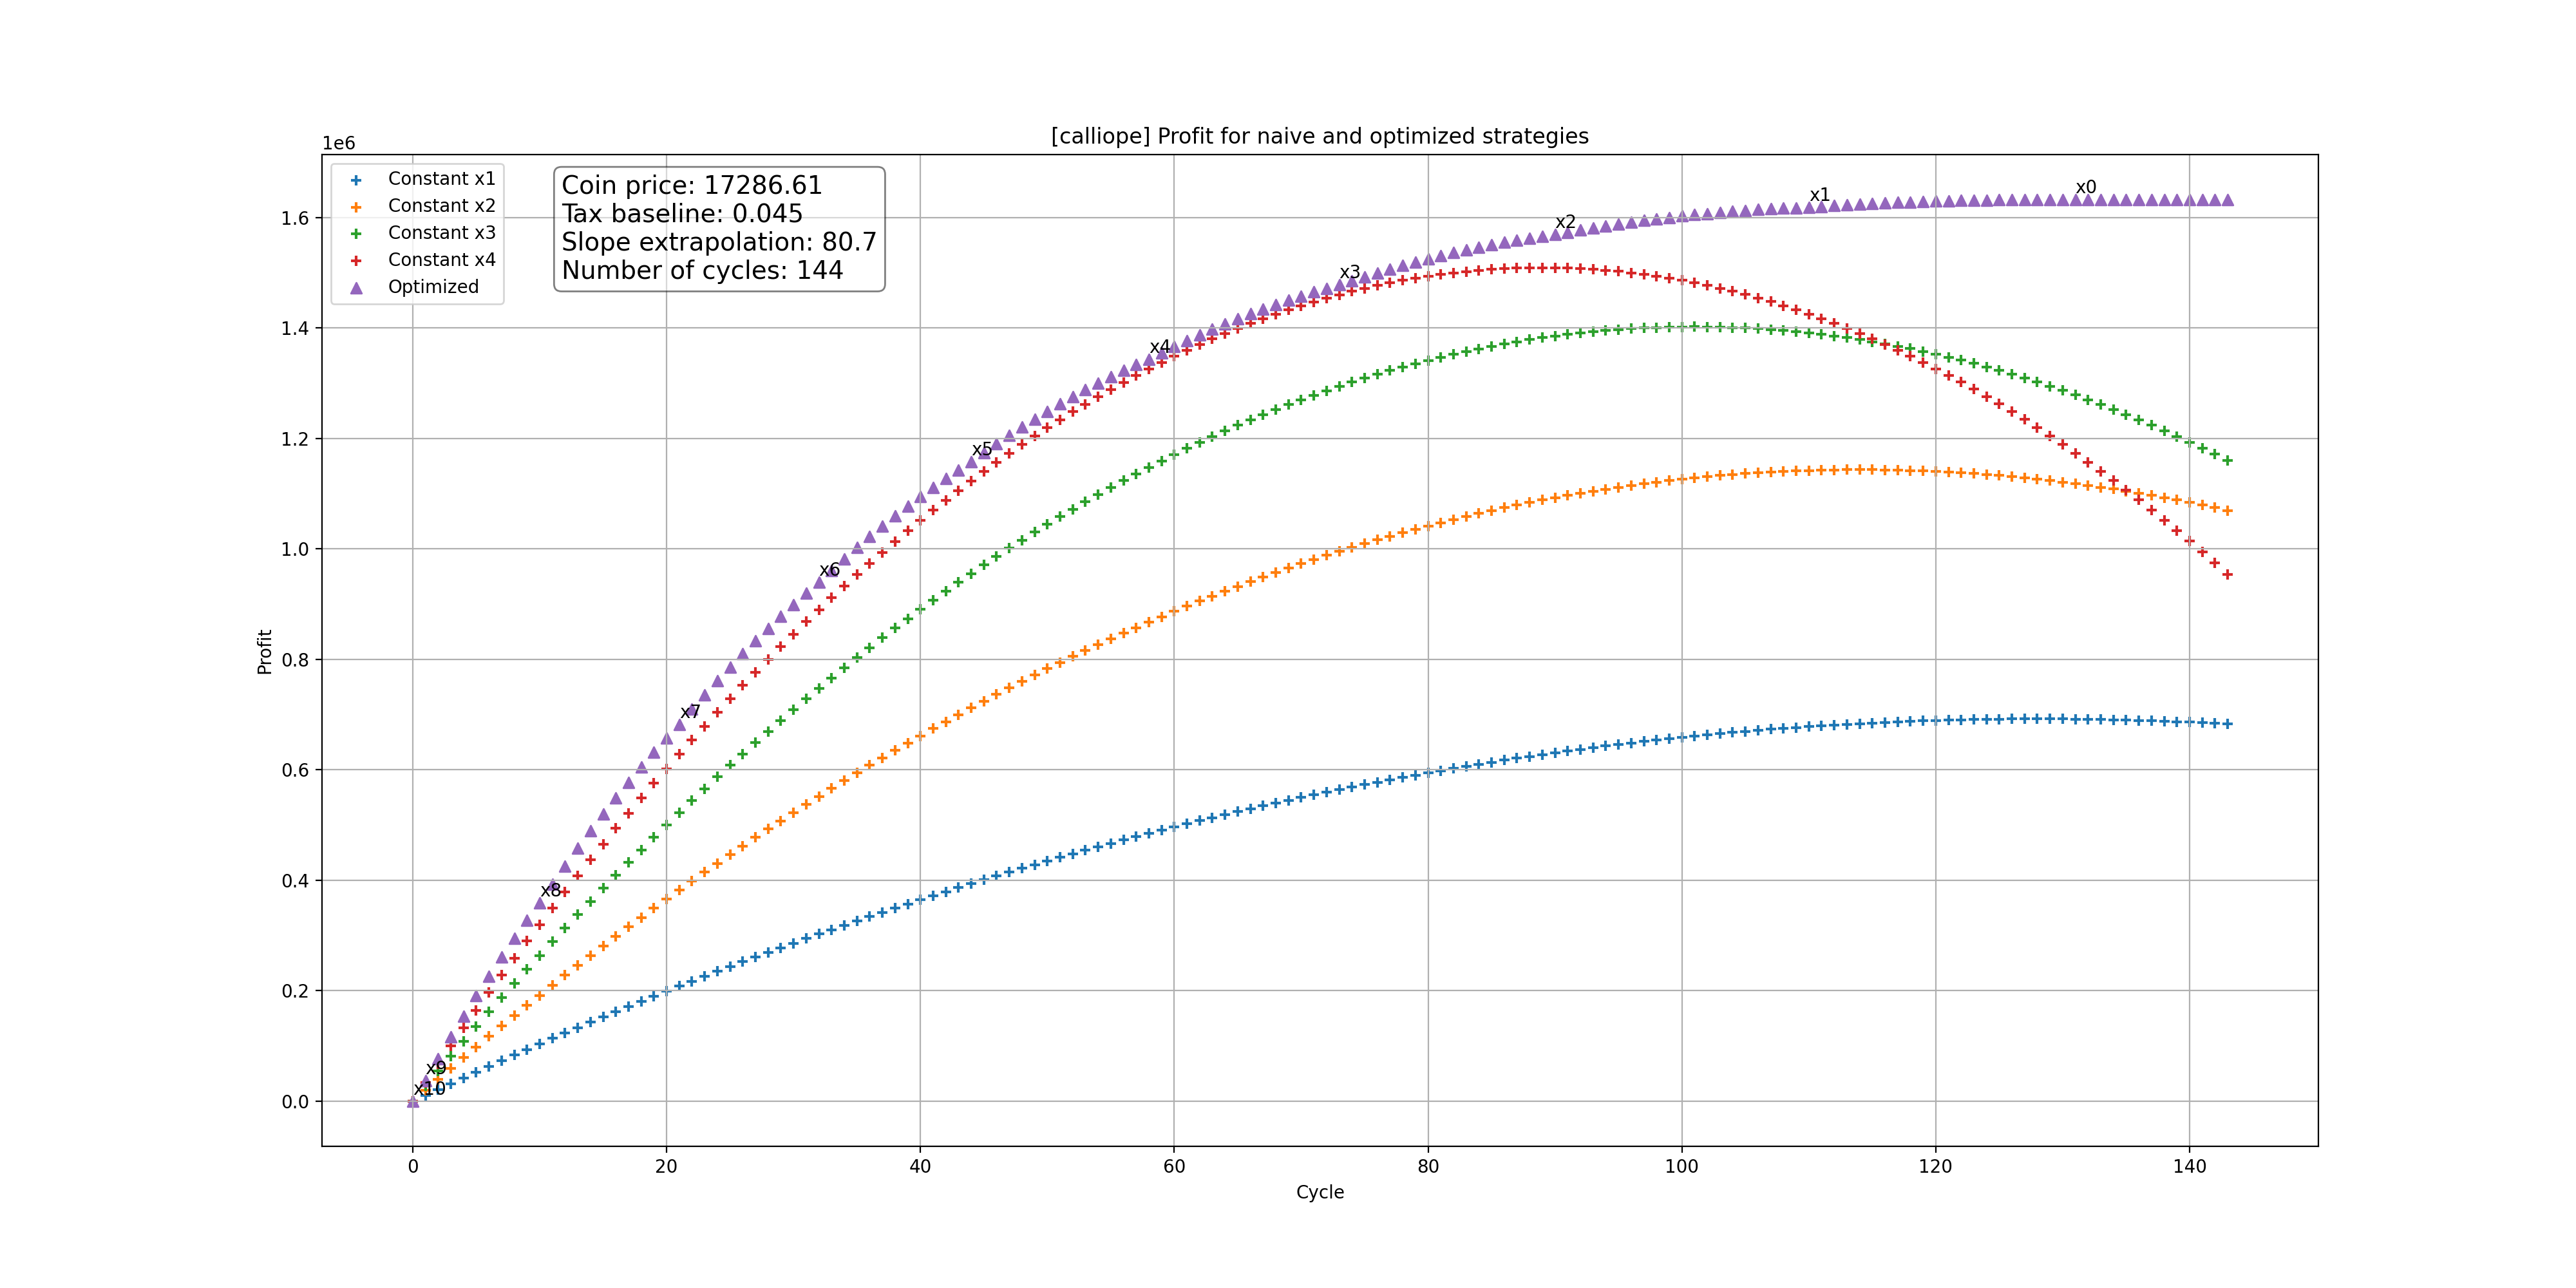 [calliope] Profit for naive and optimized strategies
1e6
Constant x1
Constant x2
Constant x3
Constant x4
Optimized
Coin price: 17286.61
Tax baseline: 0.045
Slope extrapolation: 80.7
Number of cycles: 144
x0
x1
x2
x3
x4
x5
x6
x7
x8
x9
x10
1.6
1.4
1.2
1.0
0.8
0.6
0.4
0.2
0.0
Profit
0 20 40 60 80 100 120 140
Cycle